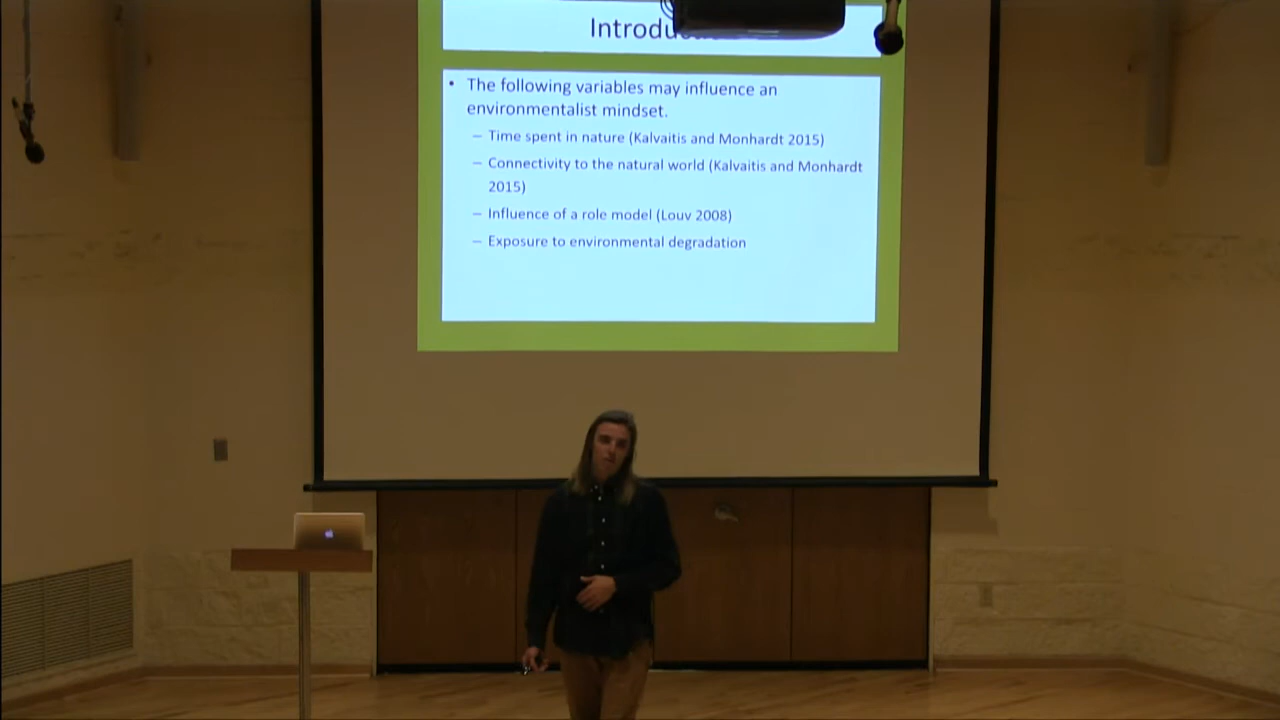 Introdu
• The following variables may influence an
environmentalist mindset.
– Time spent in nature (Kalvaitis and Monhardt 2015)
– Connectivity to the natural world (Kalvaitis and Monhardt
2015)
– Influence of a role model (Louv 2008)
– Exposure to environmental degradation